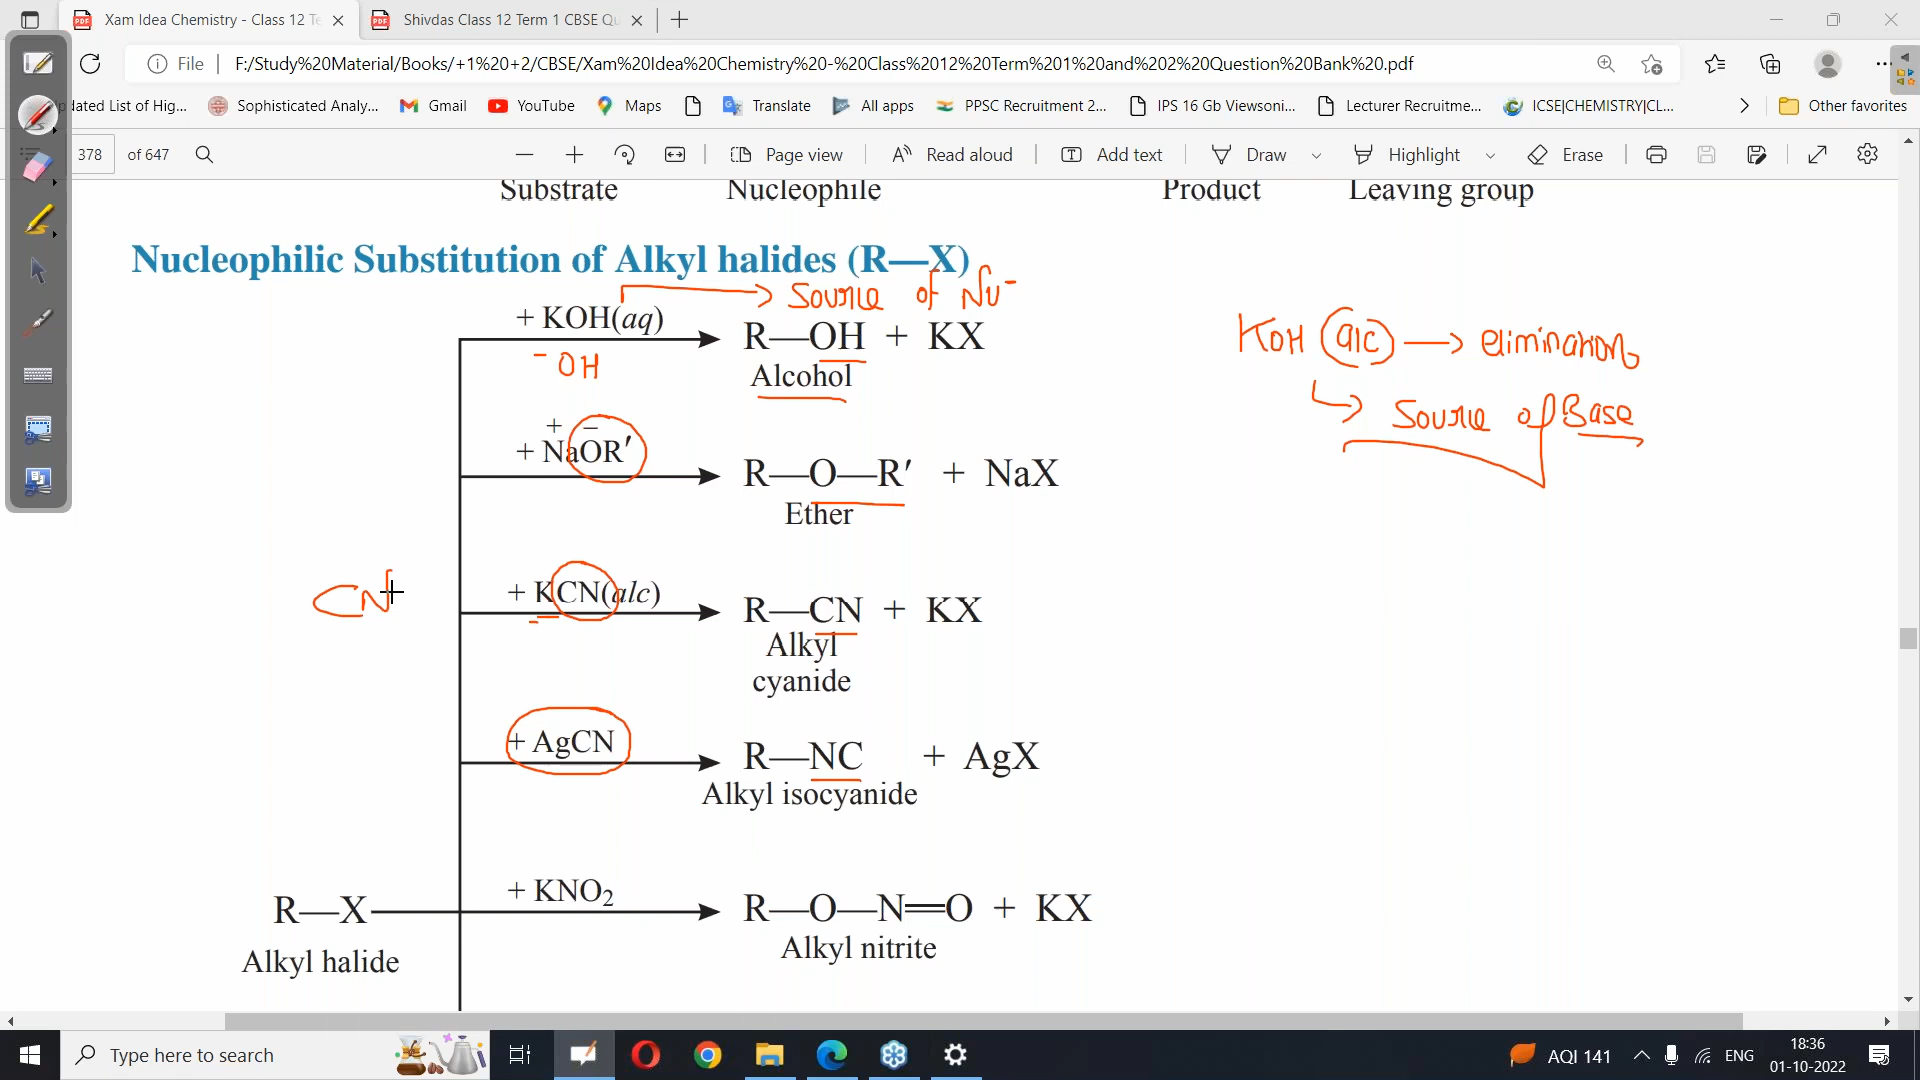 Xam Idea Chemistry - Class 12 Te
Shivdas Class 12 Term 1 CBSE Qu
File
F:/Study%20Material/Books/+1%20+2/CBSE/Xam%20Idea%20Chemistry%20-%20Class%2012%20Term%201%20and%202%20Question%20Bank%20.pdf
pdated List of Hig...
Sophisticated Analy...
Gmail
YouTube
Maps
Translate
All apps
PPSC Recruitment 2...
IPS 16 Gb Viewsoni...
Lecturer Recruitme...
ICSE|CHEMISTRY|CL...
Other favorites
378 of 647
Page view
Read aloud
Add text
Draw
Highlight
Erase
Substrate Nucleophile Product Leaving group
Nucleophilic Substitution of Alkyl halides (R—X)
Source of Nu⁻
+ KOH(aq)
R—OH + KX
⁻OH
Alcohol
KOH (alc) → elimination
↳ Source of Base
+ −
+ NaOR′
R—O—R′ + NaX
Ether
CN
+ KCN(alc)
R—CN + KX
Alkyl
cyanide
+ AgCN
R—NC + AgX
Alkyl isocyanide
+ KNO₂
R—X
R—O—N=O + KX
Alkyl nitrite
Alkyl halide
Type here to search
AQI 141
ENG
18:36
01-10-2022